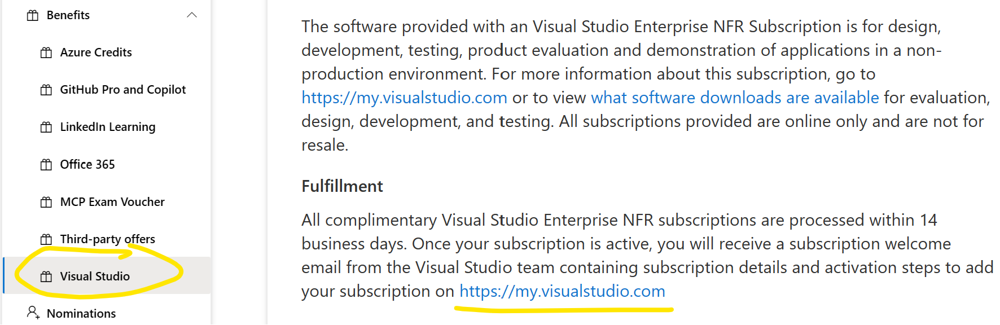 Benefits
Azure Credits
GitHub Pro and Copilot
LinkedIn Learning
Office 365
MCP Exam Voucher
Third-party offers
Visual Studio
Nominations
The software provided with an Visual Studio Enterprise NFR Subscription is for design,
development, testing, product evaluation and demonstration of applications in a non-
production environment. For more information about this subscription, go to
https://my.visualstudio.com or to view what software downloads are available for evaluation,
design, development, and testing. All subscriptions provided are online only and are not for
resale.
Fulfillment
All complimentary Visual Studio Enterprise NFR subscriptions are processed within 14
business days. Once your subscription is active, you will receive a subscription welcome
email from the Visual Studio team containing subscription details and activation steps to add
your subscription on https://my.visualstudio.com